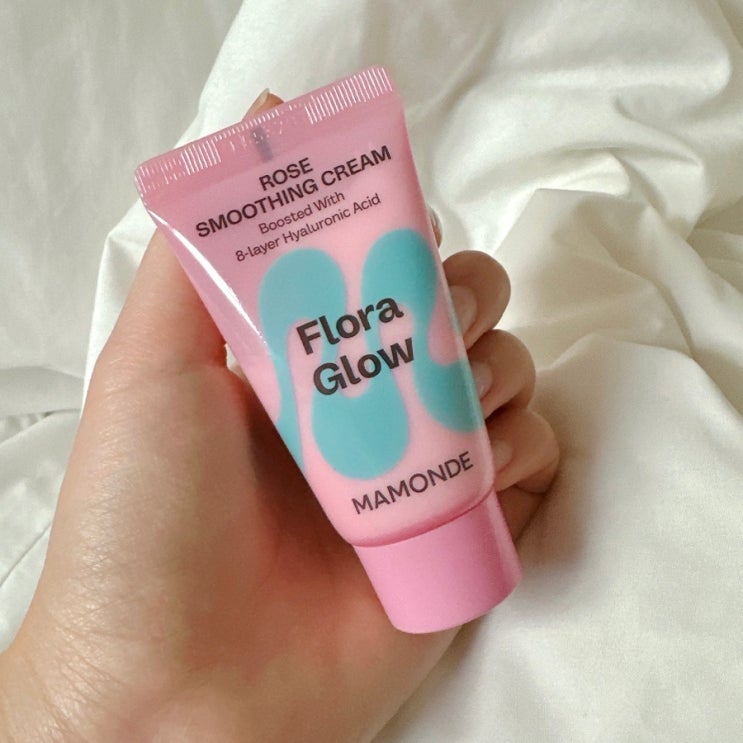 ROSE
SMOOTHING CREAM
Boosted With
8-layer Hyaluronic Acid
Flora
Glow
MAMONDE